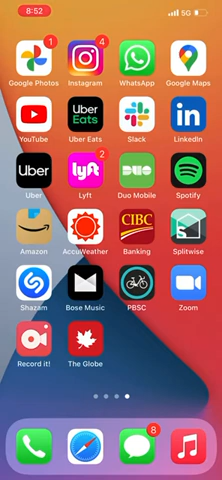 8:52
5G
1
4
Google Photos
Instagram
WhatsApp
Google Maps
Uber
Eats
in
YouTube
Uber Eats
Slack
LinkedIn
Uber
lyft
2
DUO
Uber
Lyft
Duo Mobile
Spotify
CIBC
Amazon
AccuWeather
Banking
Splitwise
Shazam
Bose Music
PBSC
Zoom
Record it!
The Globe
8